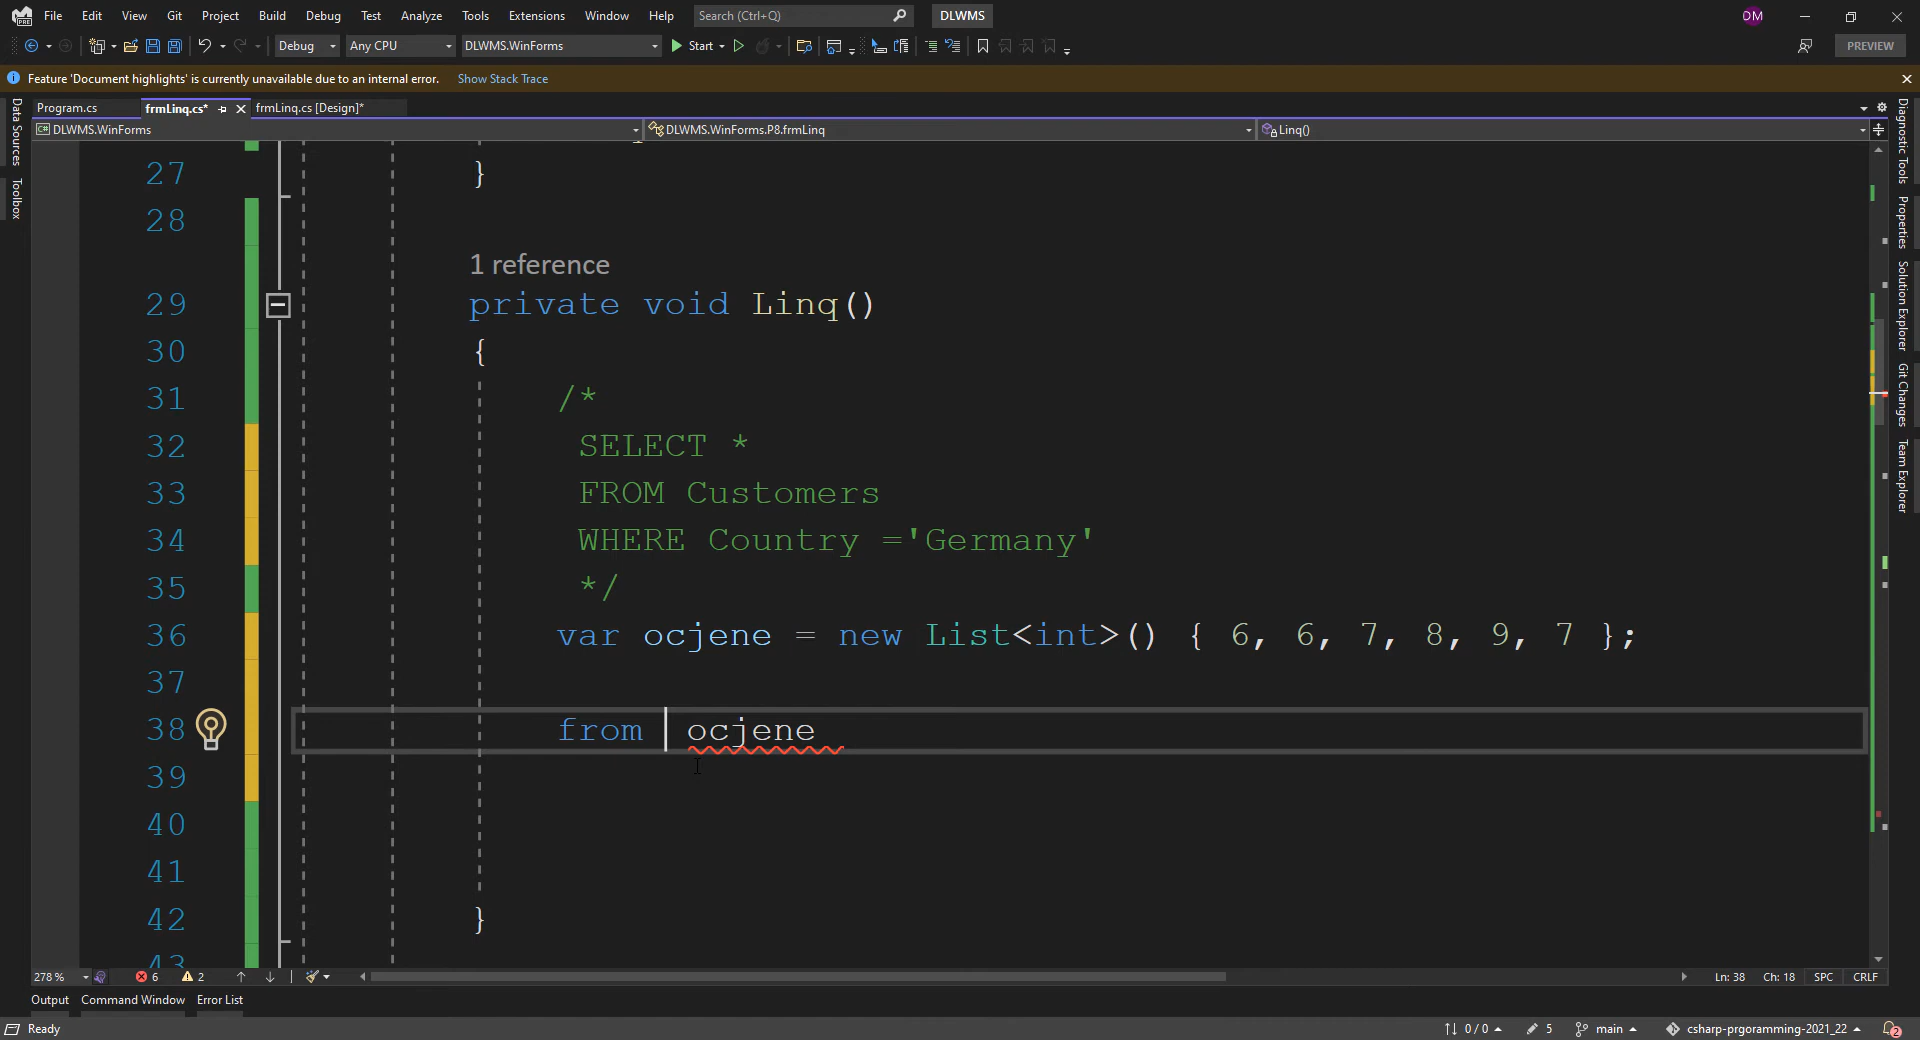 File Edit View Git Project Build Debug Test Analyze Tools Extensions Window Help Search (Ctrl+Q) DLWMS DM
Debug Any CPU DLWMS.WinForms Start PREVIEW
Feature 'Document highlights' is currently unavailable due to an internal error. Show Stack Trace
Program.cs frmLinq.cs* frmLinq.cs [Design]*
DLWMS.WinForms DLWMS.WinForms.P8.frmLinq Linq()
Data Sources
Toolbox
27 }
28
1 reference
29 private void Linq()
30 {
31 /*
32 SELECT *
33 FROM Customers
34 WHERE Country ='Germany'
35 */
36 var ocjene = new List<int>() { 6, 6, 7, 8, 9, 7 };
37
38 from ocjene
39
40
41
42 }
43
Diagnostic Tools
Properties
Solution Explorer
Git Changes
Team Explorer
278 % 6 2 Ln: 38 Ch: 18 SPC CRLF
Output Command Window Error List
Ready 0 / 0 5 main csharp-prgoramming-2021_22 2